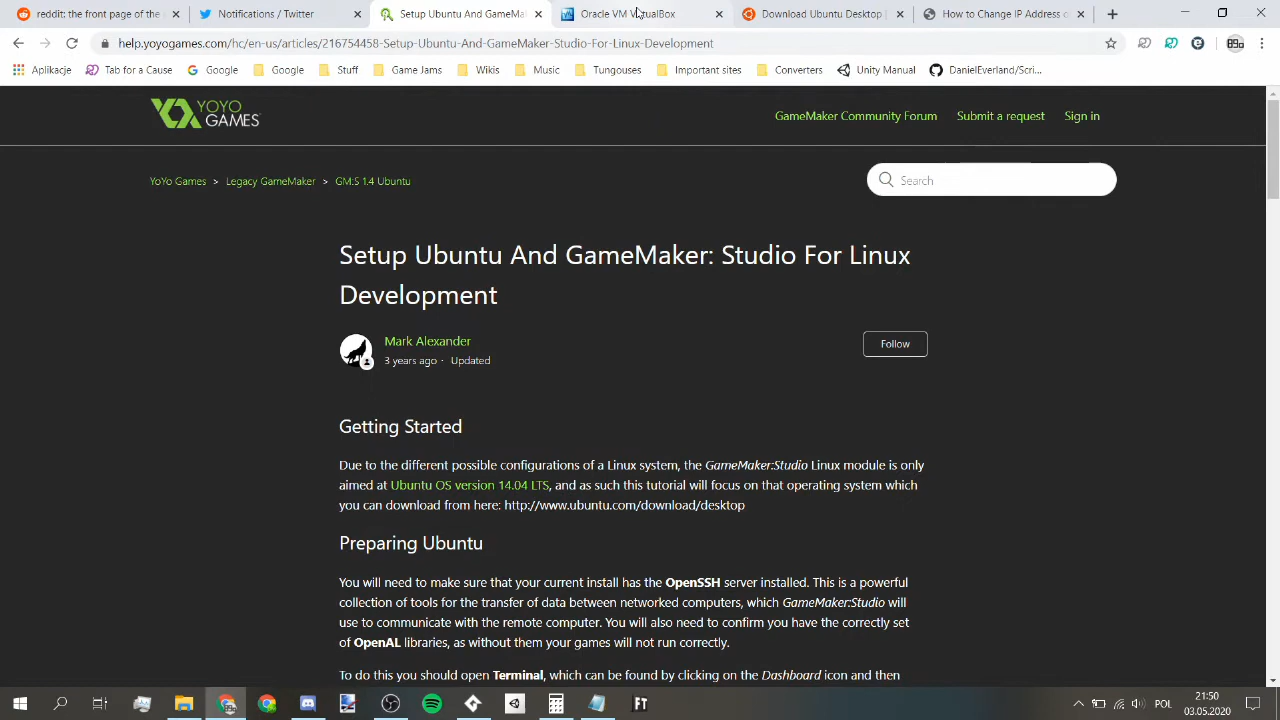 reddit: the front page of the
Notifications / Twitter
Setup Ubuntu And GameMa
Oracle VM VirtualBox
Download Ubuntu Desktop |
How to Change IP Address o
help.yoyogames.com/hc/en-us/articles/216754458-Setup-Ubuntu-And-GameMaker-Studio-For-Linux-Development
Aplikacje
Tab for a Cause
Google
Google
Stuff
Game Jams
Wikis
Music
Tungouses
Important sites
Converters
Unity Manual
DanielEverland/Scri...
YOYO GAMES
GameMaker Community Forum
Submit a request
Sign in
YoYo Games > Legacy GameMaker > GM:S 1.4 Ubuntu
Search
Setup Ubuntu And GameMaker: Studio For Linux
Development
Mark Alexander
3 years ago · Updated
Follow
Getting Started
Due to the different possible configurations of a Linux system, the GameMaker:Studio Linux module is only
aimed at Ubuntu OS version 14.04 LTS, and as such this tutorial will focus on that operating system which
you can download from here: http://www.ubuntu.com/download/desktop
Preparing Ubuntu
You will need to make sure that your current install has the OpenSSH server installed. This is a powerful
collection of tools for the transfer of data between networked computers, which GameMaker:Studio will
use to communicate with the remote computer. You will also need to confirm you have the correctly set
of OpenAL libraries, as without them your games will not run correctly.
To do this you should open Terminal, which can be found by clicking on the Dashboard icon and then
POL
21:50
03.05.2020